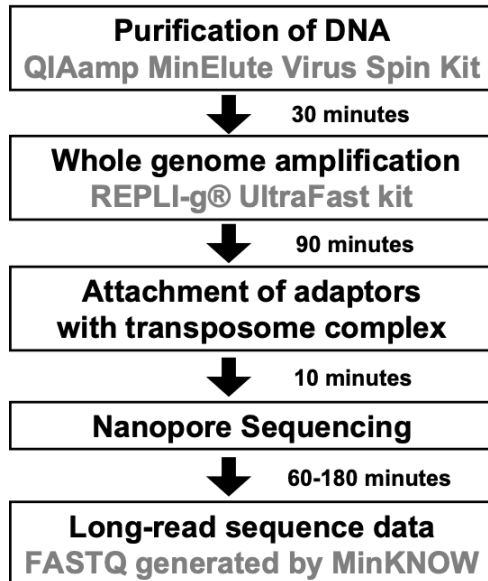 Purification of DNA
QIAamp MinElute Virus Spin Kit
30 minutes
Whole genome amplification
REPLI-g® UltraFast kit
90 minutes
Attachment of adaptors
with transposome complex
10 minutes
Nanopore Sequencing
60-180 minutes
Long-read sequence data
FASTQ generated by MinKNOW